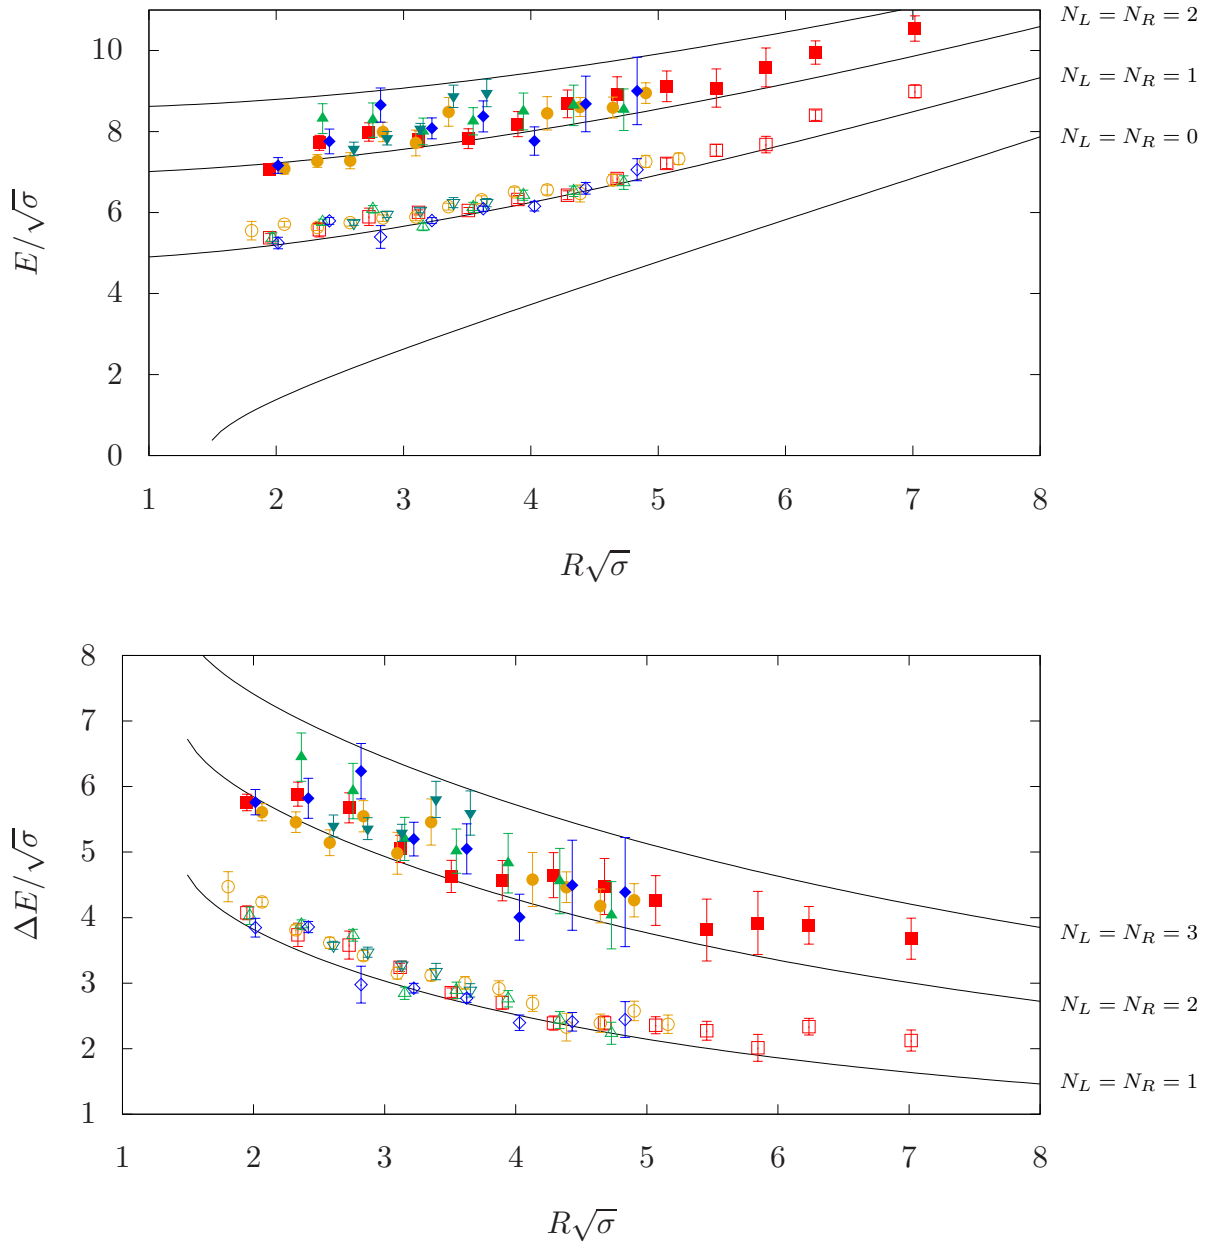 N_L = N_R = 2
10
N_L = N_R = 1
8
N_L = N_R = 0
6
E/√σ
4
2
0
1 2 3 4 5 6 7 8
R√σ
8
7
6
5
ΔE/√σ
4
N_L = N_R = 3
3
N_L = N_R = 2
2
N_L = N_R = 1
1
1 2 3 4 5 6 7 8
R√σ